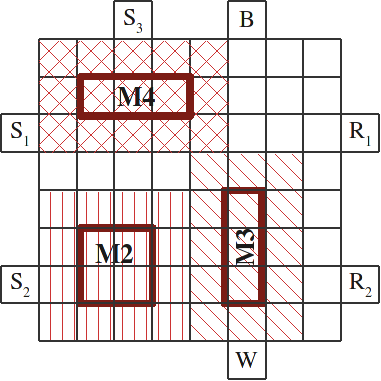 S₃ B
M4
S₁ R₁
M2 M3
S₂ R₂
W